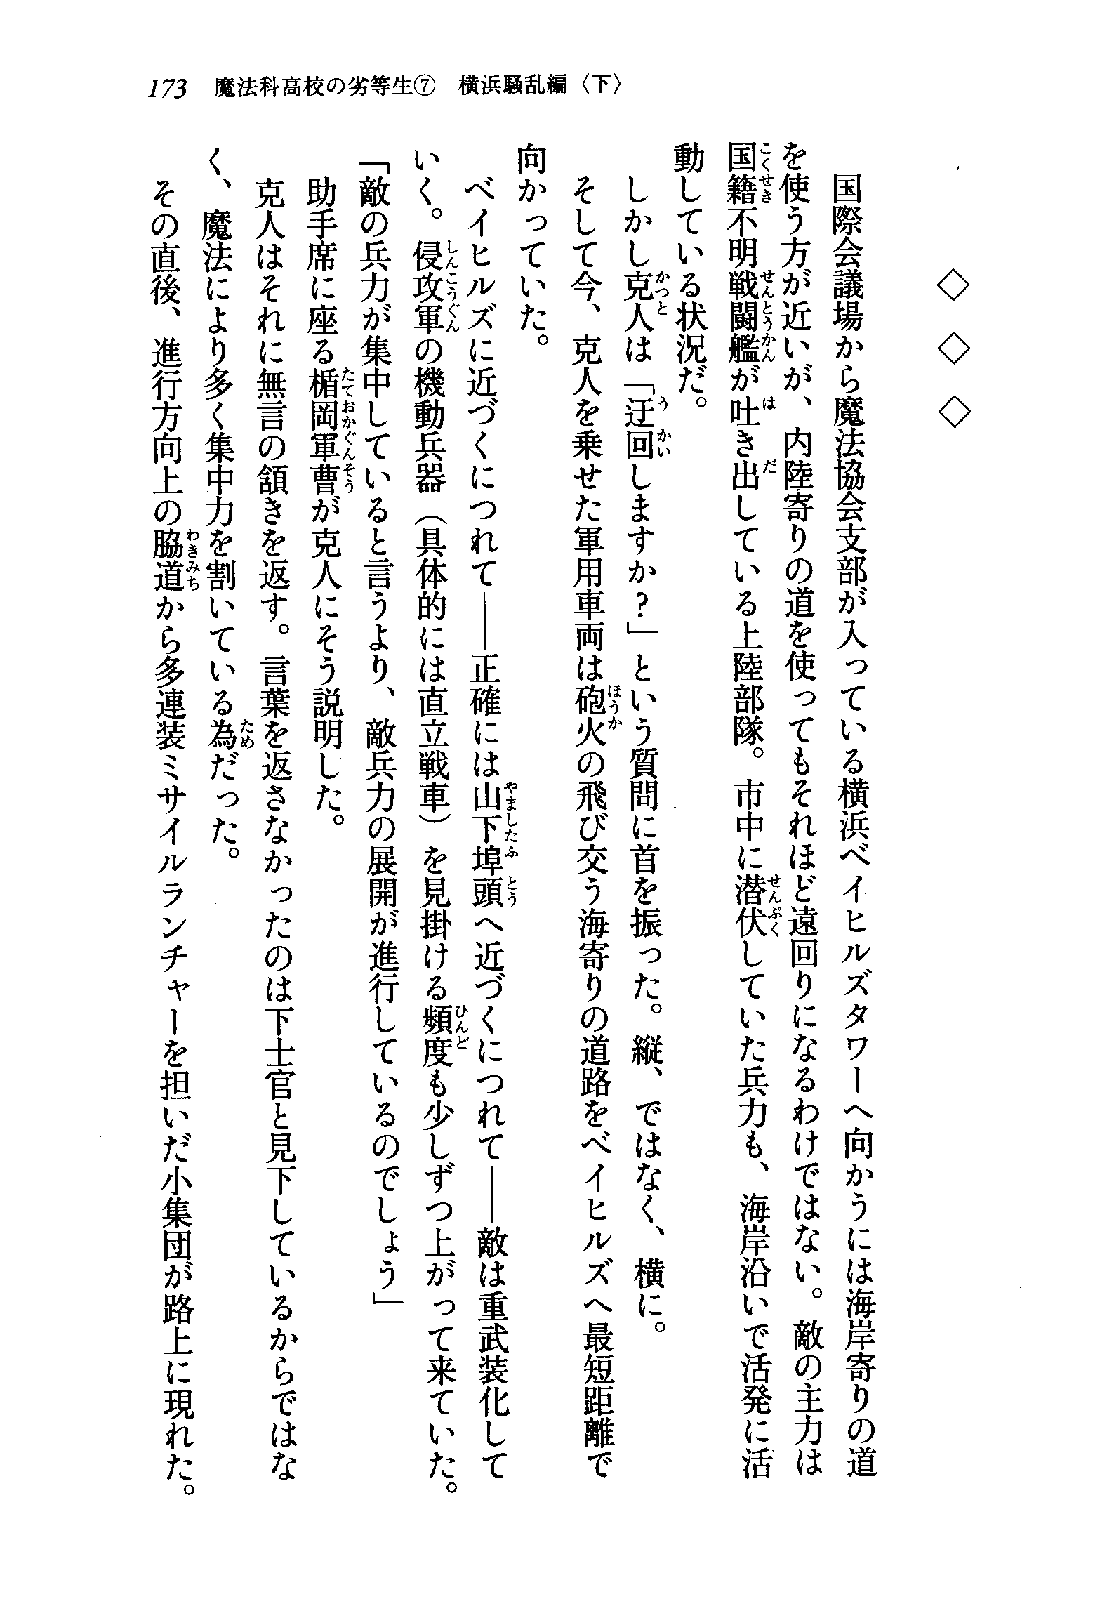 173　魔法科高校の劣等生⑦　横浜騒乱編〈下〉
◇　◇　◇
国際会議場から魔法協会支部が入っている横浜ベイヒルズタワーへ向かうには海岸寄りの道
を使う方が近いが、内陸寄りの道を使ってもそれほど遠回りになるわけではない。敵の主力は
国籍不明戦闘艦が吐き出している上陸部隊。市中に潜伏していた兵力も、海岸沿いで活発に活
動している状況だ。
しかし克人は「迂回しますか？」という質問に首を振った。縦、ではなく、横に。
そして今、克人を乗せた軍用車両は砲火の飛び交う海寄りの道路をベイヒルズへ最短距離で
向かっていた。
ベイヒルズに近づくにつれて――正確には山下埠頭へ近づくにつれて――敵は重武装化して
いく。侵攻軍の機動兵器（具体的には直立戦車）を見掛ける頻度も少しずつ上がって来ていた。
「敵の兵力が集中していると言うより、敵兵力の展開が進行しているのでしょう」
助手席に座る楯岡軍曹が克人にそう説明した。
克人はそれに無言の頷きを返す。言葉を返さなかったのは下士官と見下しているからではな
く、魔法により多く集中力を割いている為だった。
その直後、進行方向上の脇道から多連装ミサイルランチャーを担いだ小集団が路上に現れた。